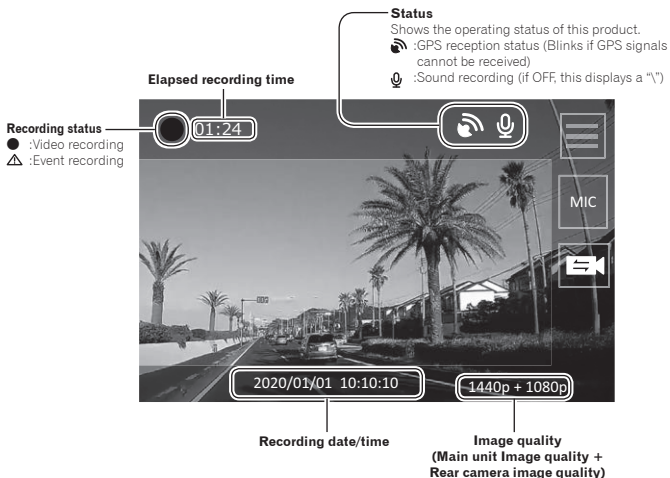 Status
Shows the operating status of this product.
:GPS reception status (Blinks if GPS signals
cannot be received)
:Sound recording (if OFF, this displays a “\”)
Elapsed recording time
Recording status
:Video recording
:Event recording
01:24
MIC
2020/01/01 10:10:10
1440p + 1080p
Recording date/time
Image quality
(Main unit Image quality +
Rear camera image quality)